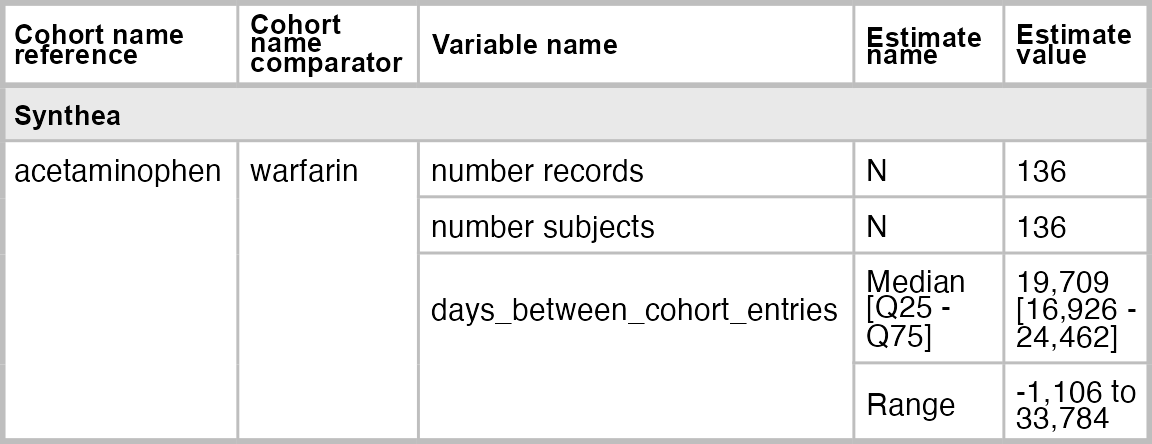 Cohort name reference | Cohort name comparator | Variable name | Estimate name | Estimate value
Synthea
acetaminophen | warfarin | number records | N | 136
number subjects | N | 136
days_between_cohort_entries | Median [Q25 - Q75] | 19,709 [16,926 - 24,462]
Range | -1,106 to 33,784